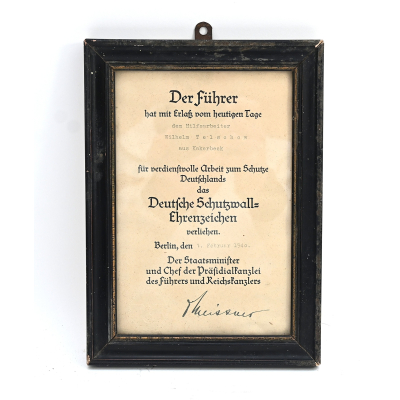 Der Führer
hat mit Erlaß vom heutigen Tage
dem Hilfsarbeiter
Wilhelm
aus
für verdienstvolle Arbeit zum Schutze
Deutschlands
das
Deutsche Schutzwall-
Ehrenzeichen
verliehen.
Berlin, den
Der Staatsminister
und Chef der Präsidialkanzlei
des Führers und Reichskanzlers
Meissner